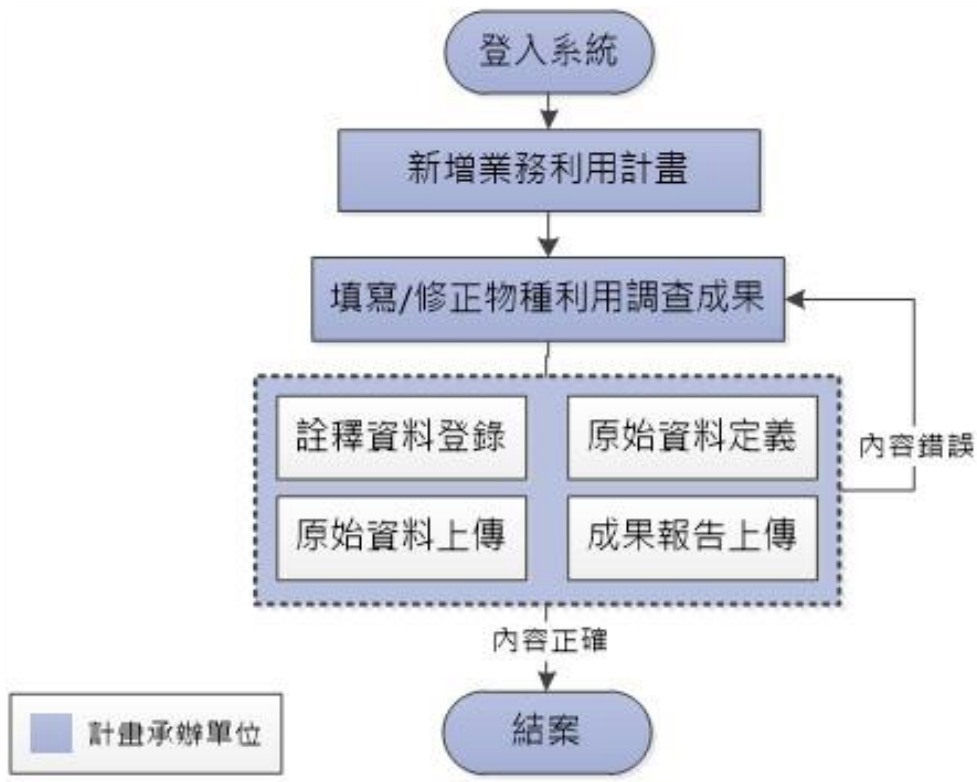 登入系統
新增業務利用計畫
填寫/修正物種利用調查成果
詮釋資料登錄
原始資料定義
內容錯誤
原始資料上傳
成果報告上傳
內容正確
計畫承辦單位
結案